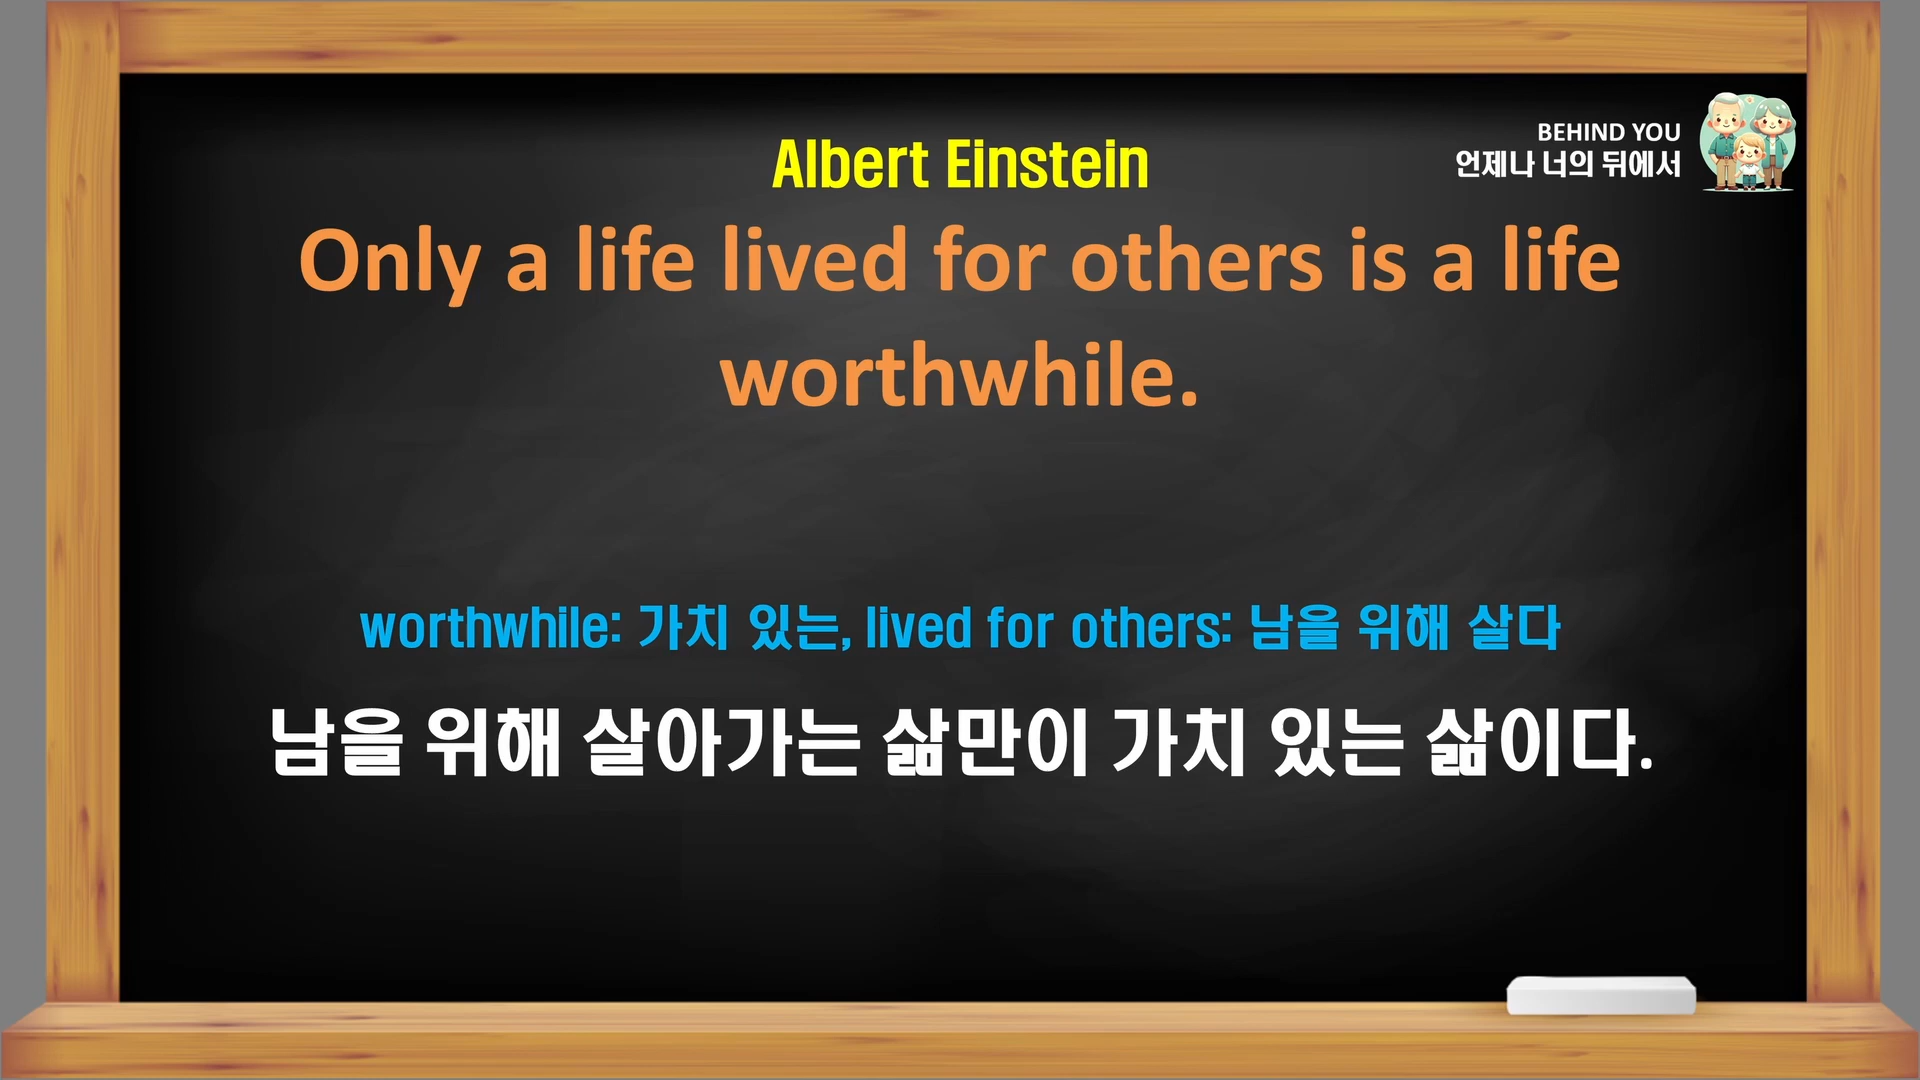 BEHIND YOU
언제나 너의 뒤에서
Albert Einstein
Only a life lived for others is a life
worthwhile.
worthwhile: 가치 있는, lived for others: 남을 위해 살다
남을 위해 살아가는 삶만이 가치 있는 삶이다.